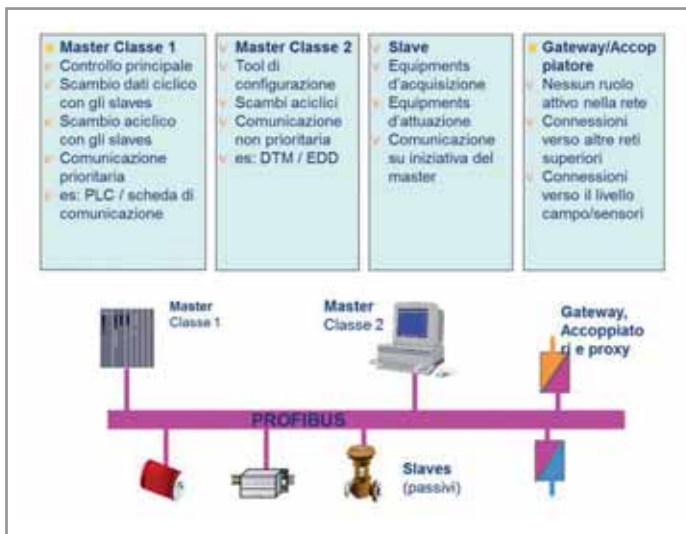 Master Classe 1
Controllo principale
Scambio dati ciclico
con gli slaves
Scambio aciclico
con gli slaves
Comunicazione
prioritaria
es: PLC / scheda di
comunicazione
Master Classe 2
Tool di
configurazione
Scambi aciclici
Comunicazione
non prioritaria
es: DTM / EDD
Slave
Equipments
d'acquisizione
Equipments
d'attuazione
Comunicazione
su iniziativa del
master
Gateway/Accop
piatore
Nessun ruolo
attivo nella rete
Connessioni
verso altre reti
superiori
Connessioni
verso il livello
campo/sensori
Master
Classe 1
Master
Classe 2
Gateway,
Accoppiato
ri e proxy
PROFIBUS
Slaves
(passivi)